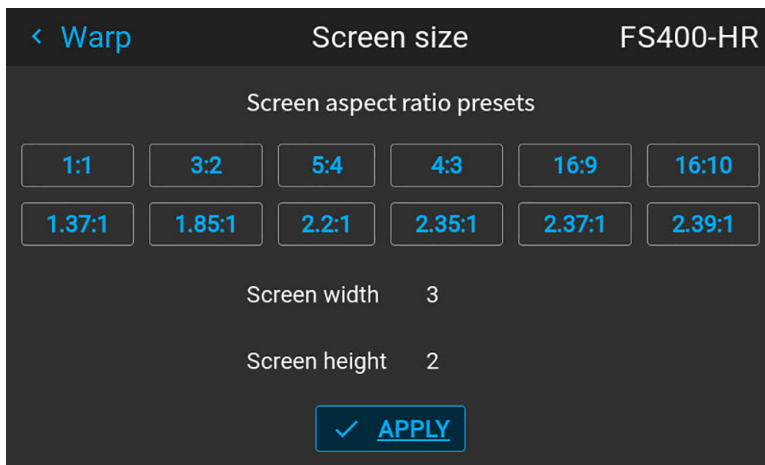 Warp Screen size FS400-HR
Screen aspect ratio presets
1:1 3:2 5:4 4:3 16:9 16:10
1.37:1 1.85:1 2.2:1 2.35:1 2.37:1 2.39:1
Screen width 3
Screen height 2
APPLY